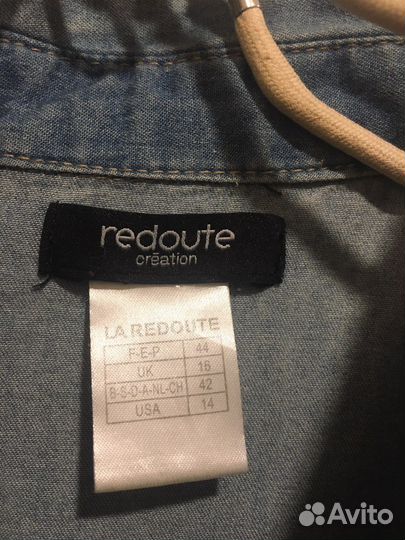 redoute
création
LA REDOUTE
F-E-P 44
UK 16
B-S-D-A-NL-CH 42
USA 14
Avito